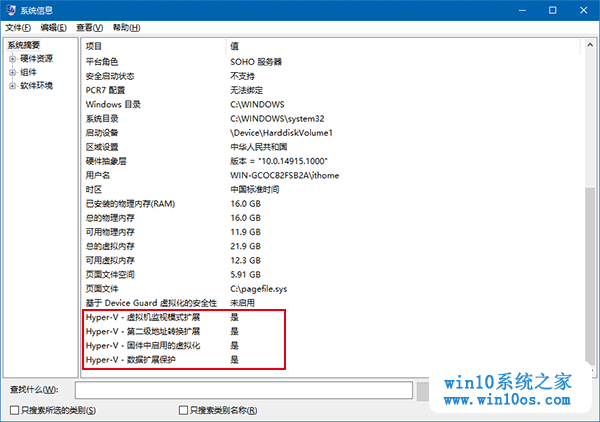 系统信息
文件(F) 编辑(E) 查看(V) 帮助(H)
系统摘要
硬件资源
组件
软件环境
项目 值
平台角色 SOHO 服务器
安全启动状态 不支持
PCR7 配置 无法绑定
Windows 目录 C:\WINDOWS
系统目录 C:\WINDOWS\system32
启动设备 \Device\HarddiskVolume1
区域设置 中华人民共和国
硬件抽象层 版本 = "10.0.14915.1000"
用户名 WIN-GCOC82FSB2A\ithome
时区 中国标准时间
已安装的物理内存(RAM) 16.0 GB
总的物理内存 16.0 GB
可用物理内存 11.9 GB
总的虚拟内存 21.9 GB
可用虚拟内存 12.3 GB
页面文件空间 5.91 GB
页面文件 C:\pagefile.sys
基于 Device Guard 虚拟化的安全性 未启用
Hyper-V - 虚拟机监视模式扩展 是
Hyper-V - 第二级地址转换扩展 是
Hyper-V - 固件中启用的虚拟化 是
Hyper-V - 数据扩展保护 是
查找什么(W):
只搜索所选的类别(S) 只搜索类别名称(R)
win10系统之家
www.win10os.com